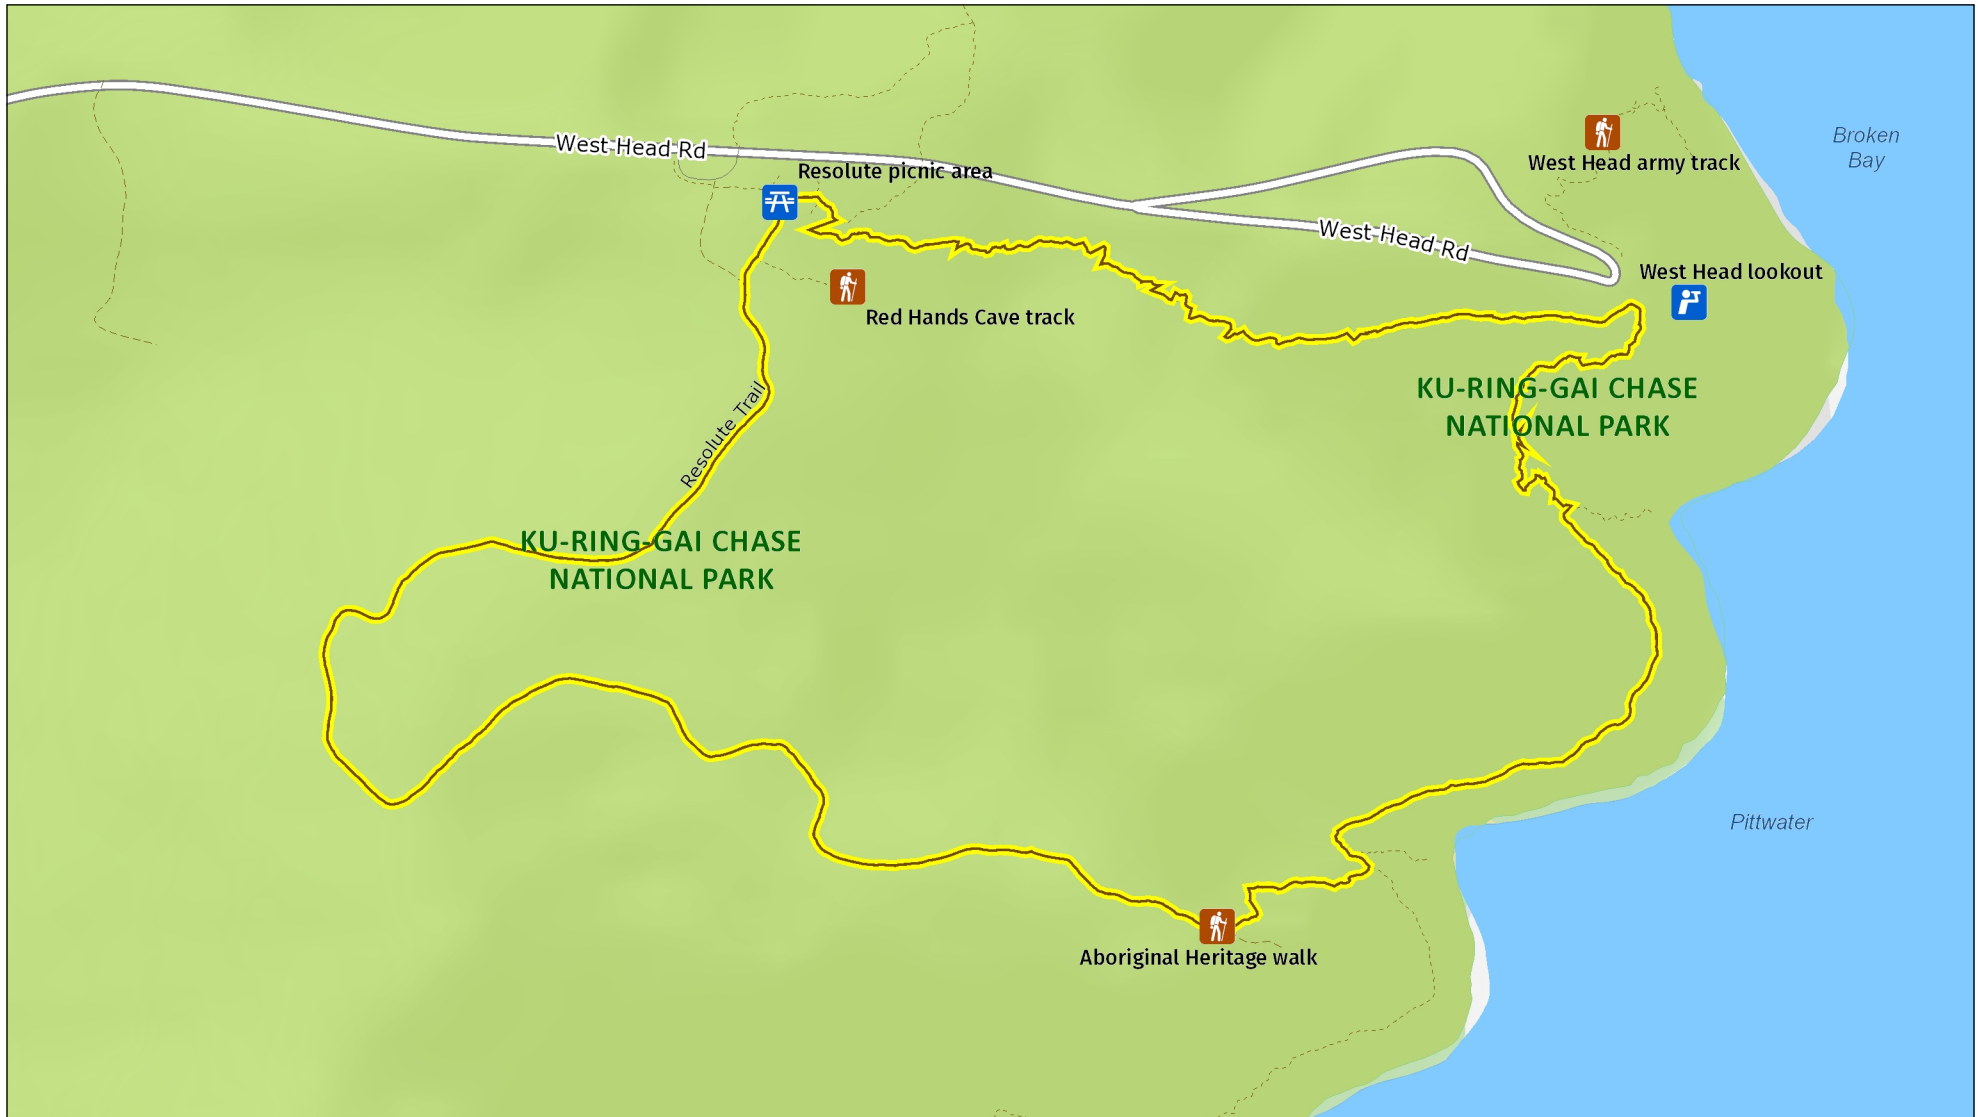 Broken
Bay
West Head Rd
West Head army track
Resolute picnic area
West Head Rd
West Head lookout
Red Hands Cave track
KU-RING-GAI CHASE
NATIONAL PARK
Resolute Trail
KU-RING-GAI CHASE
NATIONAL PARK
Pittwater
Aboriginal Heritage walk